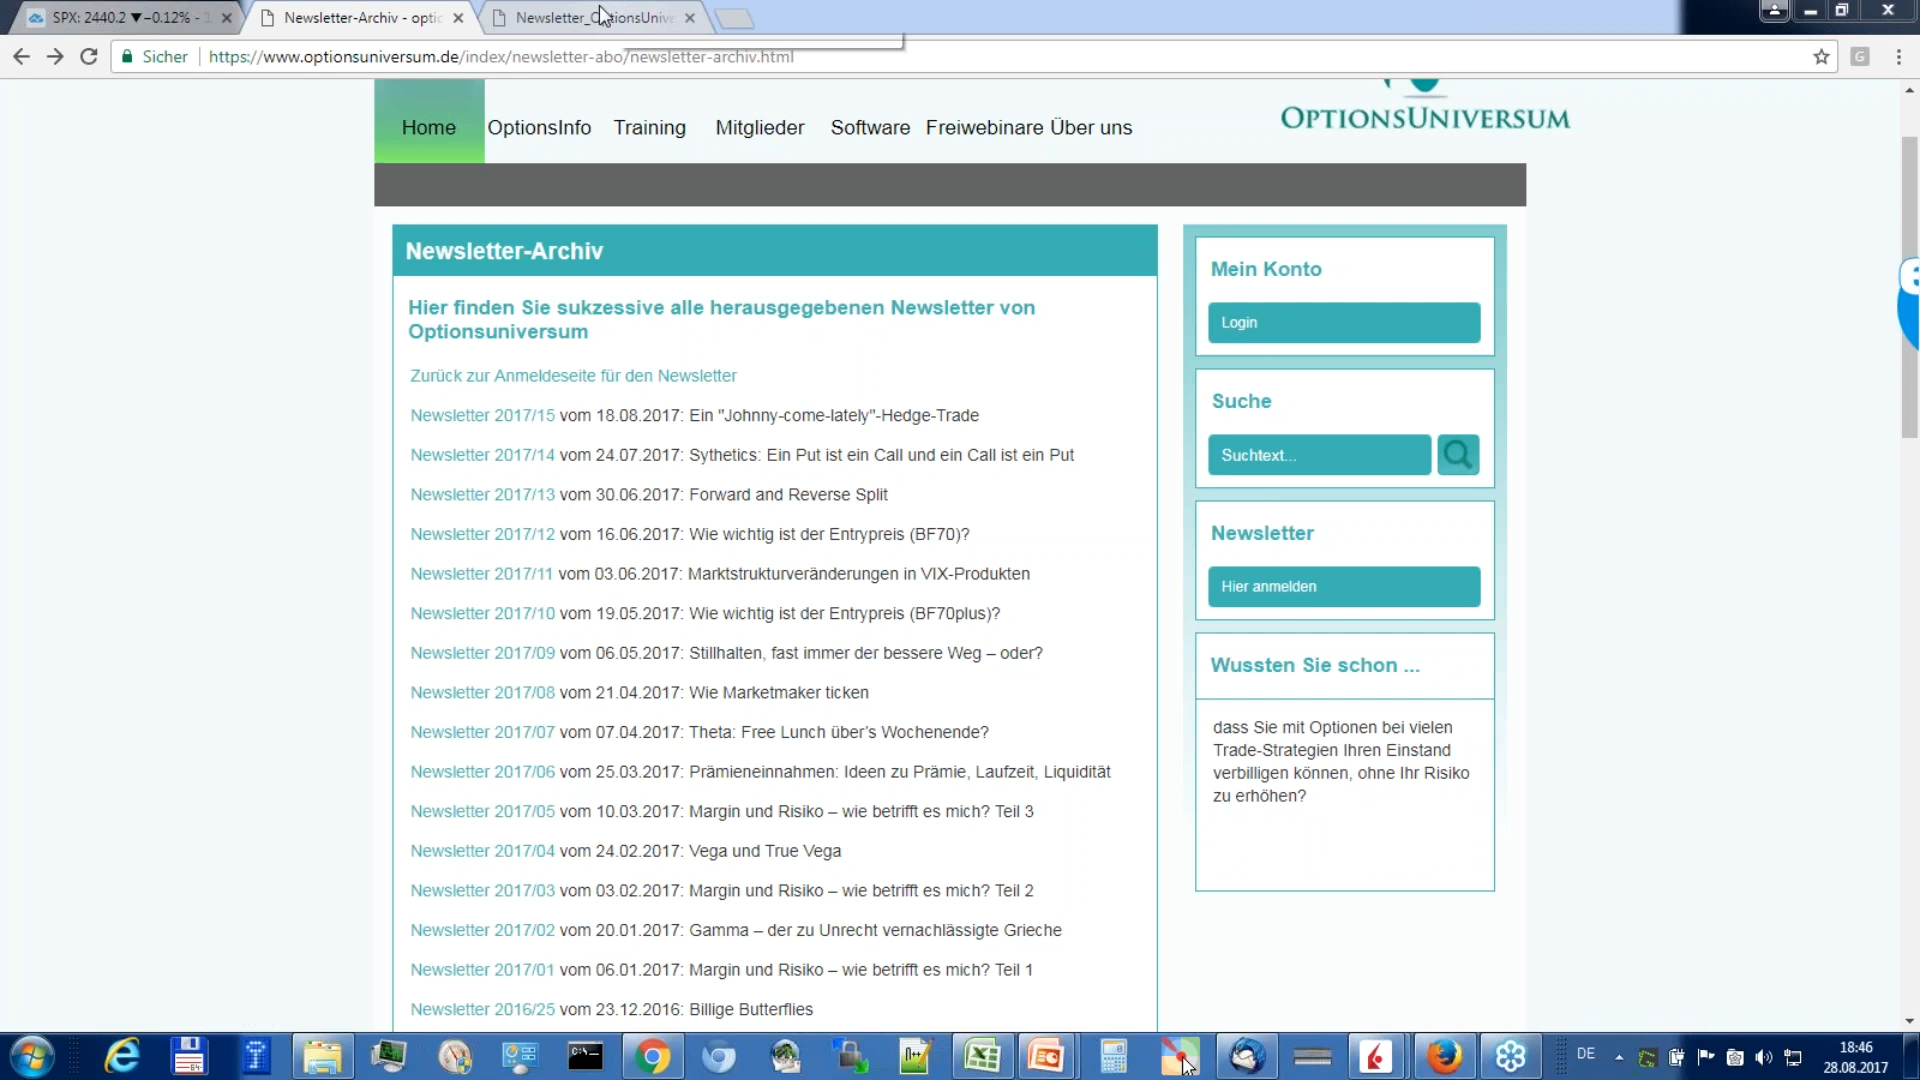 SPX: 2440.2 ▼−0.12% -
Newsletter-Archiv - optio
Newsletter_OptionsUnive
Sicher
https://www.optionsuniversum.de/index/newsletter-abo/newsletter-archiv.html
Home
OptionsInfo
Training
Mitglieder
Software
Freiwebinare
Über uns
OPTIONSUNIVERSUM
Newsletter-Archiv
Hier finden Sie sukzessive alle herausgegebenen Newsletter von
Optionsuniversum
Zurück zur Anmeldeseite für den Newsletter
Newsletter 2017/15 vom 18.08.2017: Ein "Johnny-come-lately"-Hedge-Trade
Newsletter 2017/14 vom 24.07.2017: Sythetics: Ein Put ist ein Call und ein Call ist ein Put
Newsletter 2017/13 vom 30.06.2017: Forward and Reverse Split
Newsletter 2017/12 vom 16.06.2017: Wie wichtig ist der Entrypreis (BF70)?
Newsletter 2017/11 vom 03.06.2017: Marktstrukturveränderungen in VIX-Produkten
Newsletter 2017/10 vom 19.05.2017: Wie wichtig ist der Entrypreis (BF70plus)?
Newsletter 2017/09 vom 06.05.2017: Stillhalten, fast immer der bessere Weg – oder?
Newsletter 2017/08 vom 21.04.2017: Wie Marketmaker ticken
Newsletter 2017/07 vom 07.04.2017: Theta: Free Lunch über's Wochenende?
Newsletter 2017/06 vom 25.03.2017: Prämieneinnahmen: Ideen zu Prämie, Laufzeit, Liquidität
Newsletter 2017/05 vom 10.03.2017: Margin und Risiko – wie betrifft es mich? Teil 3
Newsletter 2017/04 vom 24.02.2017: Vega und True Vega
Newsletter 2017/03 vom 03.02.2017: Margin und Risiko – wie betrifft es mich? Teil 2
Newsletter 2017/02 vom 20.01.2017: Gamma – der zu Unrecht vernachlässigte Grieche
Newsletter 2017/01 vom 06.01.2017: Margin und Risiko – wie betrifft es mich? Teil 1
Newsletter 2016/25 vom 23.12.2016: Billige Butterflies
Mein Konto
Login
Suche
Suchtext...
Newsletter
Hier anmelden
Wussten Sie schon ...
dass Sie mit Optionen bei vielen
Trade-Strategien Ihren Einstand
verbilligen können, ohne Ihr Risiko
zu erhöhen?
DE
18:46
28.08.2017